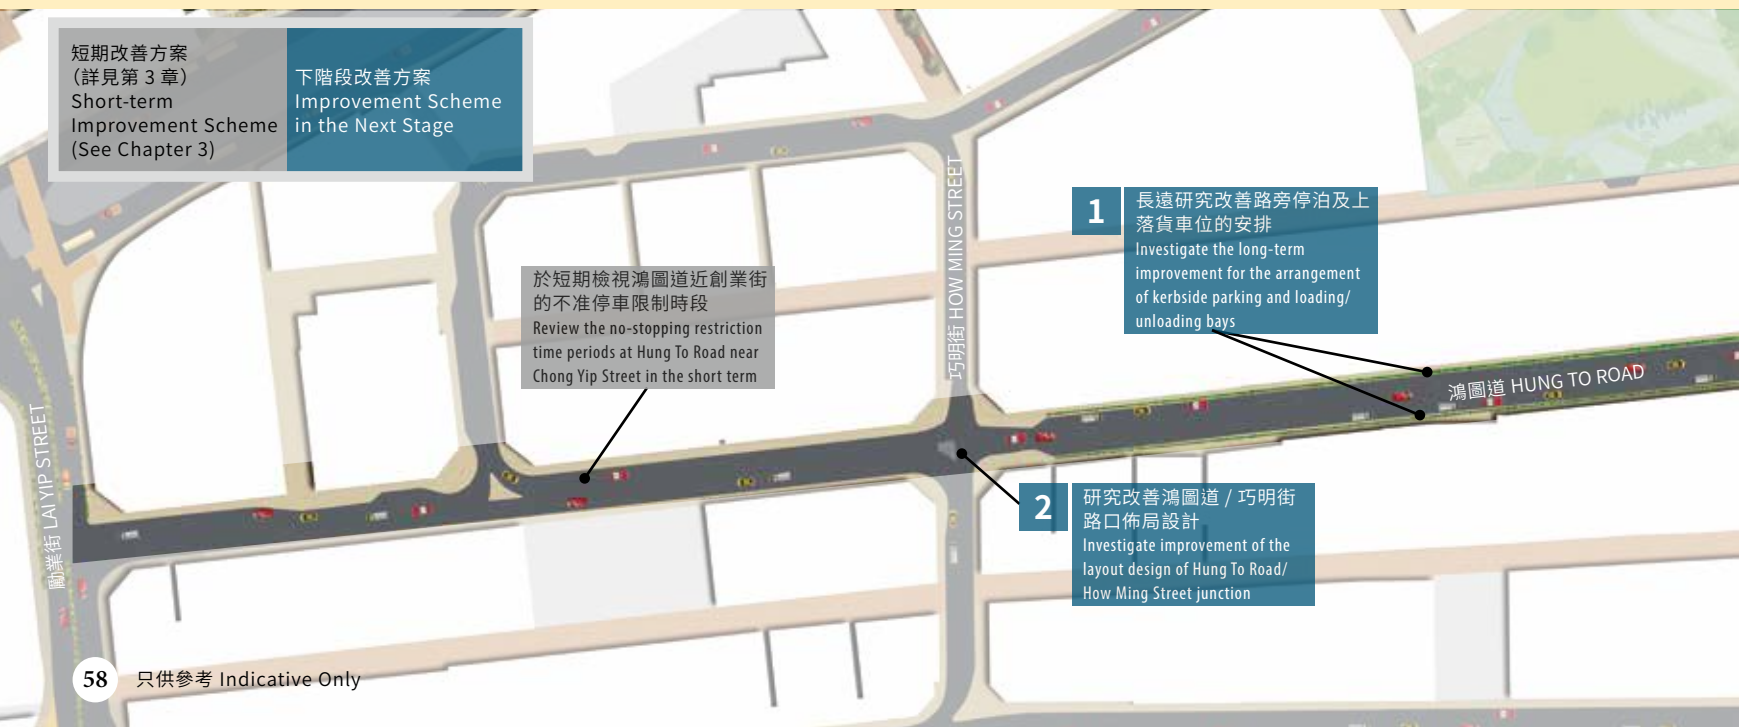 短期改善方案
（詳見第 3 章）
Short-term
Improvement Scheme
(See Chapter 3)
下階段改善方案
Improvement Scheme
in the Next Stage
1
長遠研究改善路旁停泊及上
落貨車位的安排
Investigate the long-term
improvement for the arrangement
of kerbside parking and loading/
unloading bays
巧明街 HOW MING STREET
於短期檢視鴻圖道近創業街
的不准停車限制時段
Review the no-stopping restriction
time periods at Hung To Road near
Chong Yip Street in the short term
鴻圖道 HUNG TO ROAD
勵業街 LAI YIP STREET
2
研究改善鴻圖道 / 巧明街
路口佈局設計
Investigate improvement of the
layout design of Hung To Road/
How Ming Street junction
58
只供參考 Indicative Only